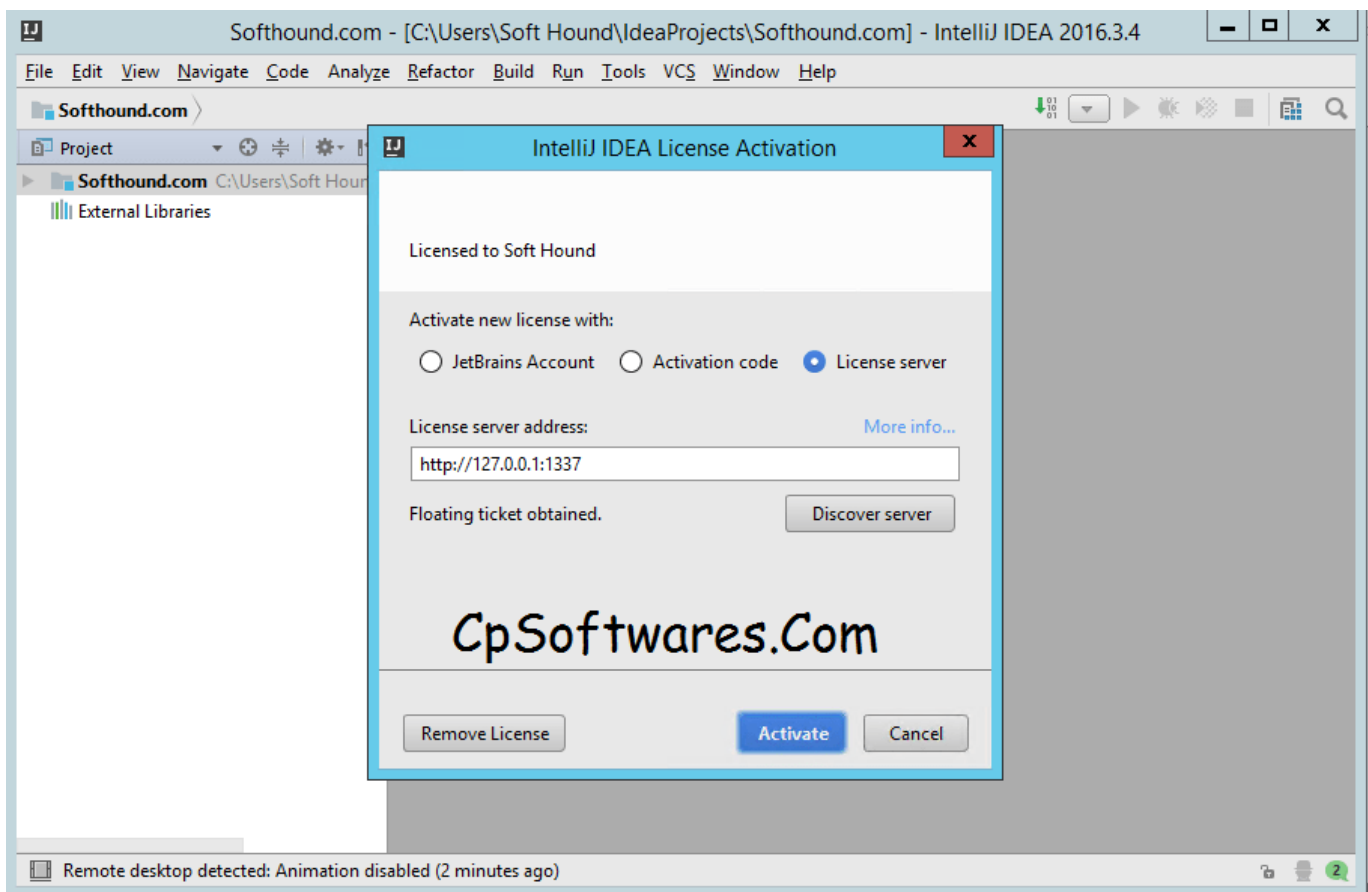 IJ
Softhound.com - [C:\Users\Soft Hound\IdeaProjects\Softhound.com] - IntelliJ IDEA 2016.3.4
File Edit View Navigate Code Analyze Refactor Build Run Tools VCS Window Help
Softhound.com
Project
Softhound.com C:\Users\Soft Hour
External Libraries
IJ IntelliJ IDEA License Activation x
Licensed to Soft Hound
Activate new license with:
JetBrains Account Activation code License server
License server address: More info...
http://127.0.0.1:1337
Floating ticket obtained. Discover server
CpSoftwares.Com
Remove License Activate Cancel
Remote desktop detected: Animation disabled (2 minutes ago) 2